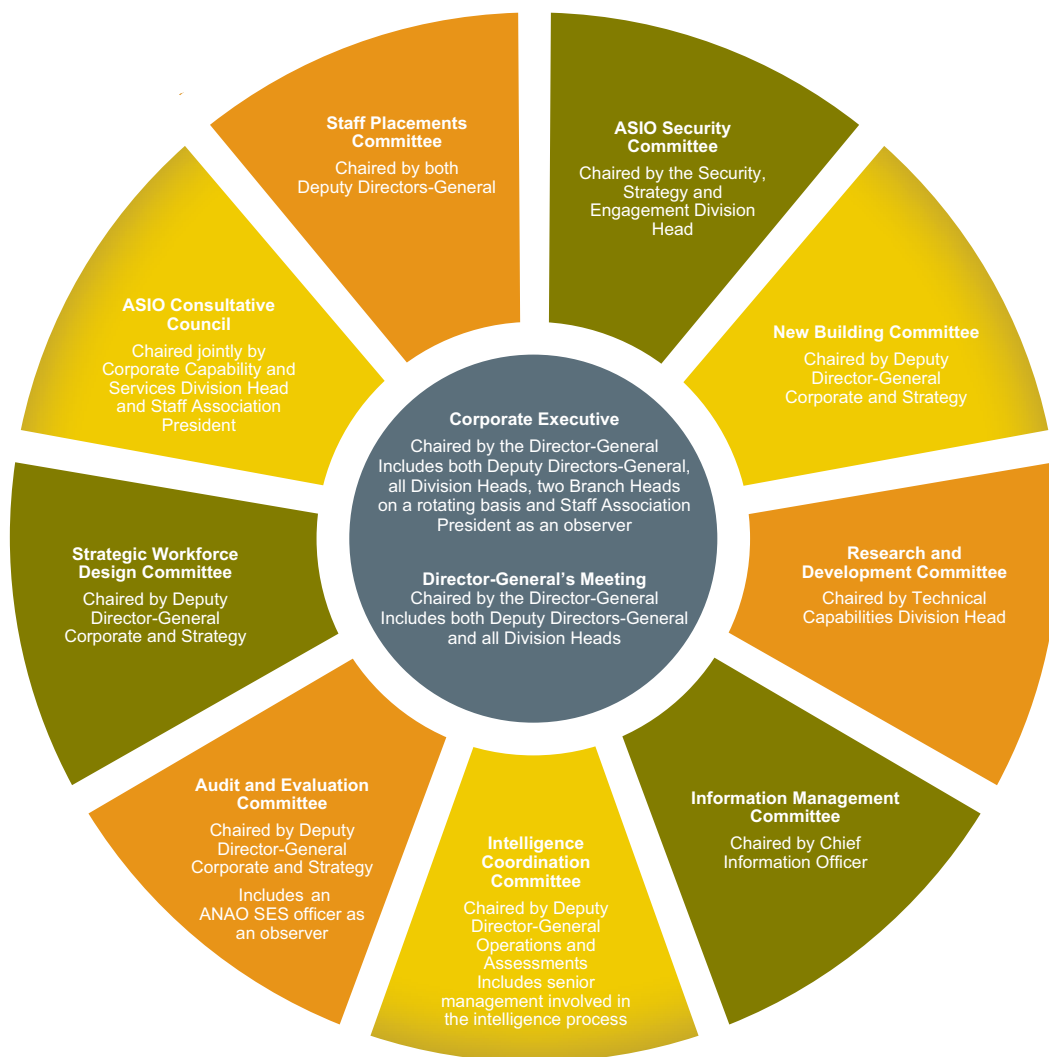 Staff Placements
Committee
Chaired by both
Deputy Directors-General
ASIO Security
Committee
Chaired by the Security,
Strategy and
Engagement Division
Head
New Building Committee
Chaired by Deputy
Director-General
Corporate and Strategy
Research and
Development Committee
Chaired by Technical
Capabilities Division Head
Information Management
Committee
Chaired by Chief
Information Officer
Intelligence
Coordination
Committee
Chaired by Deputy
Director-General
Operations and
Assessments
Includes senior
management involved in
the intelligence process
Audit and Evaluation
Committee
Chaired by Deputy
Director-General
Corporate and Strategy
Includes an
ANAO SES officer as
an observer
Strategic Workforce
Design Committee
Chaired by Deputy
Director-General
Corporate and Strategy
ASIO Consultative
Council
Chaired jointly by
Corporate Capability and
Services Division Head
and Staff Association
President
Corporate Executive
Chaired by the Director-General
Includes both Deputy Directors-General,
all Division Heads, two Branch Heads
on a rotating basis and Staff Association
President as an observer
Director-General’s Meeting
Chaired by the Director-General
Includes both Deputy Directors-General
and all Division Heads